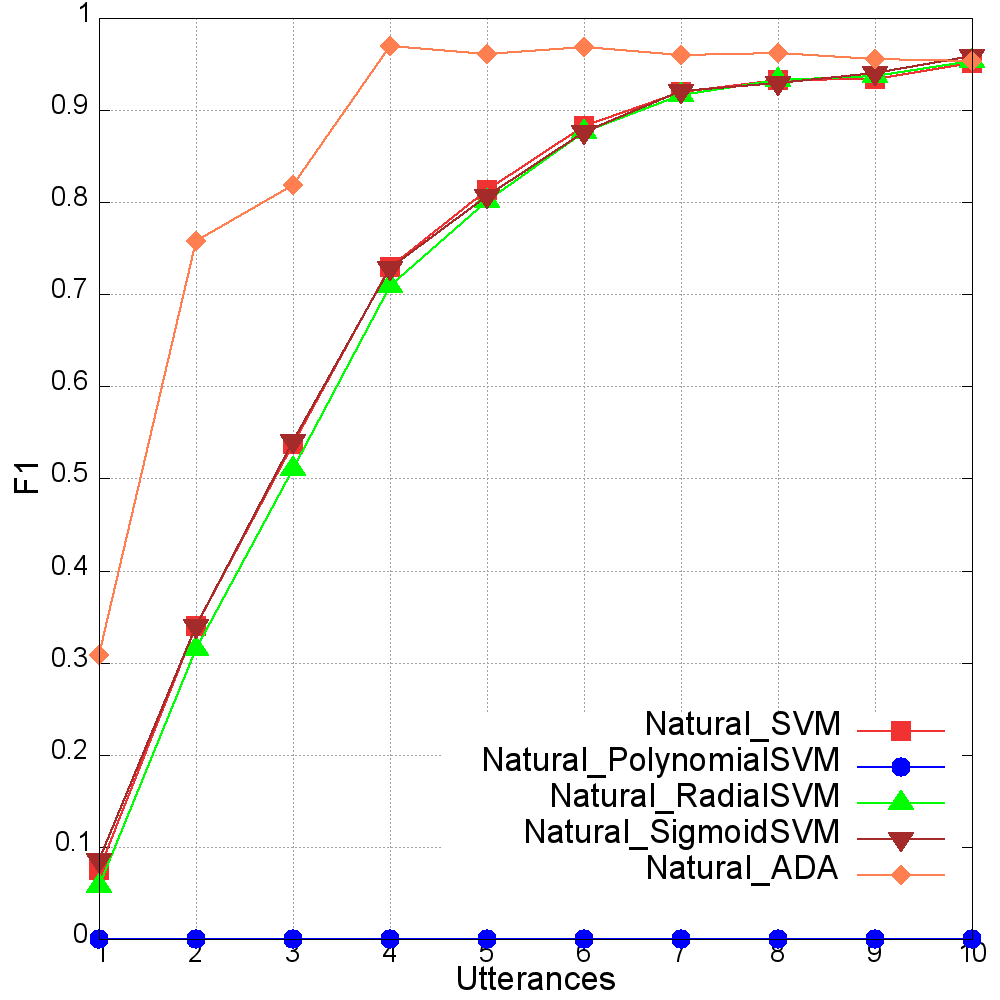 1
0.9
0.8
0.7
0.6
0.5
0.4
0.3
0.2
0.1
0
F1
Natural_SVM
Natural_PolynomialSVM
Natural_RadialSVM
Natural_SigmoidSVM
Natural_ADA
1 2 3 4 5 6 7 8 9 10
Utterances